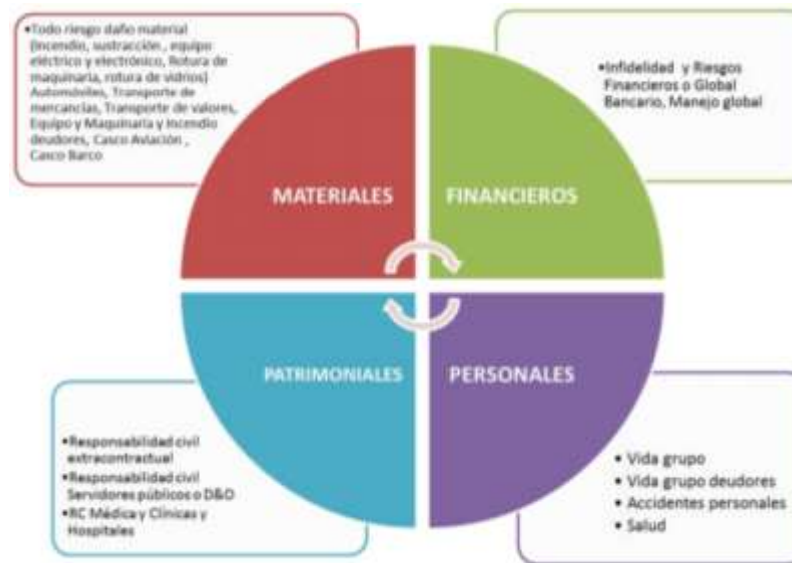 •Todo riesgo daño material
(Incendio, sustracción , equipo
eléctrico y electrónico, Rotura de
maquinaria, rotura de vidrios)
Automóviles, Transporte de
mercancías, Transporte de valores,
Equipo y Maquinaria y Incendio
deudores, Casco Aviación ,
Casco Barco
•Infidelidad y Riesgos
Financieros o Global
Bancario, Manejo global
MATERIALES
FINANCIEROS
PATRIMONIALES
PERSONALES
•Responsabilidad civil
extracontractual
•Responsabilidad civil
Servidores públicos o D&O
•RC Médica y Clínicas y
Hospitales
• Vida grupo
• Vida grupo deudores
• Accidentes personales
• Salud